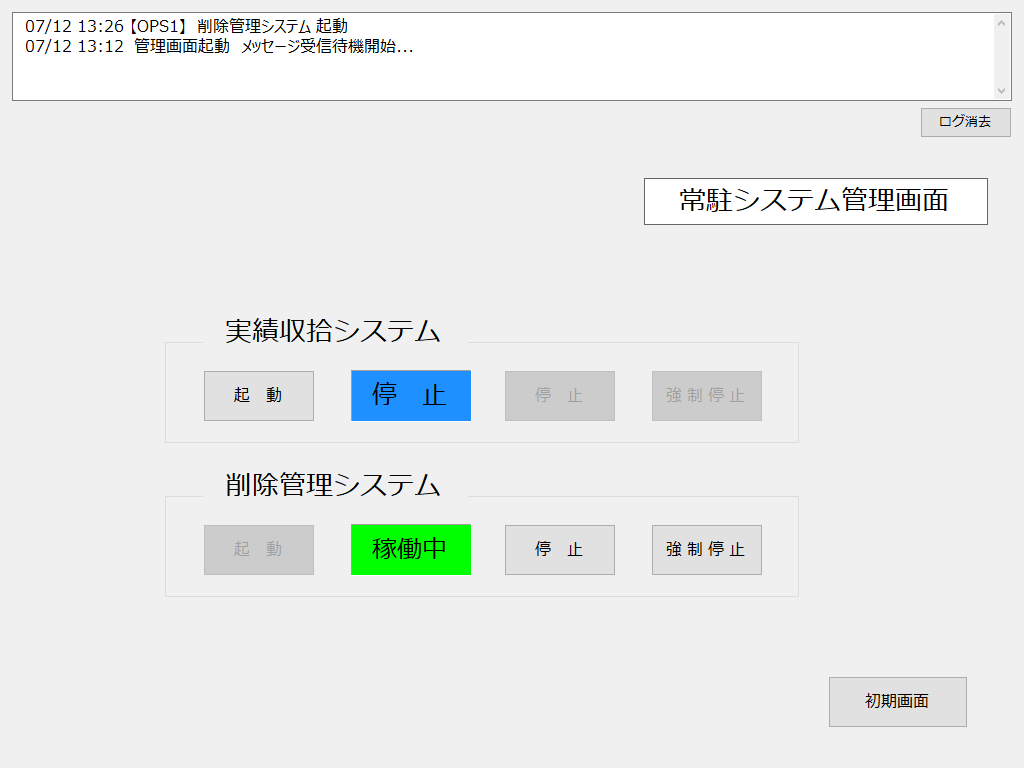 07/12 13:26【OPS1】 削除管理システム 起動
07/12 13:12 管理画面起動 メッセージ受信待機開始...
ログ消去
常駐システム管理画面
実績収拾システム
起 動 停 止 停 止 強制停止
削除管理システム
起 動 稼働中 停 止 強制停止
初期画面